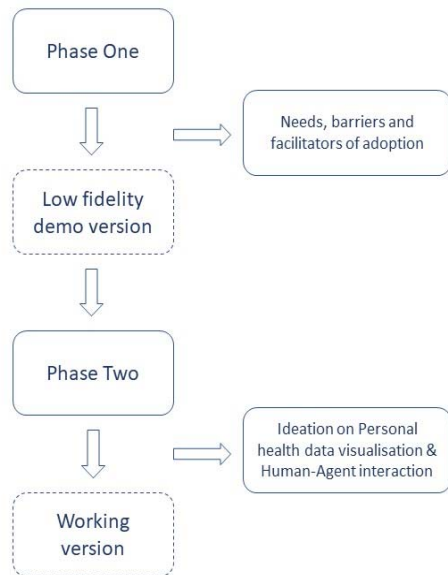 Phase One
Needs, barriers and
facilitators of adoption
Low fidelity
demo version
Phase Two
Ideation on Personal
health data visualisation &
Human-Agent interaction
Working
version